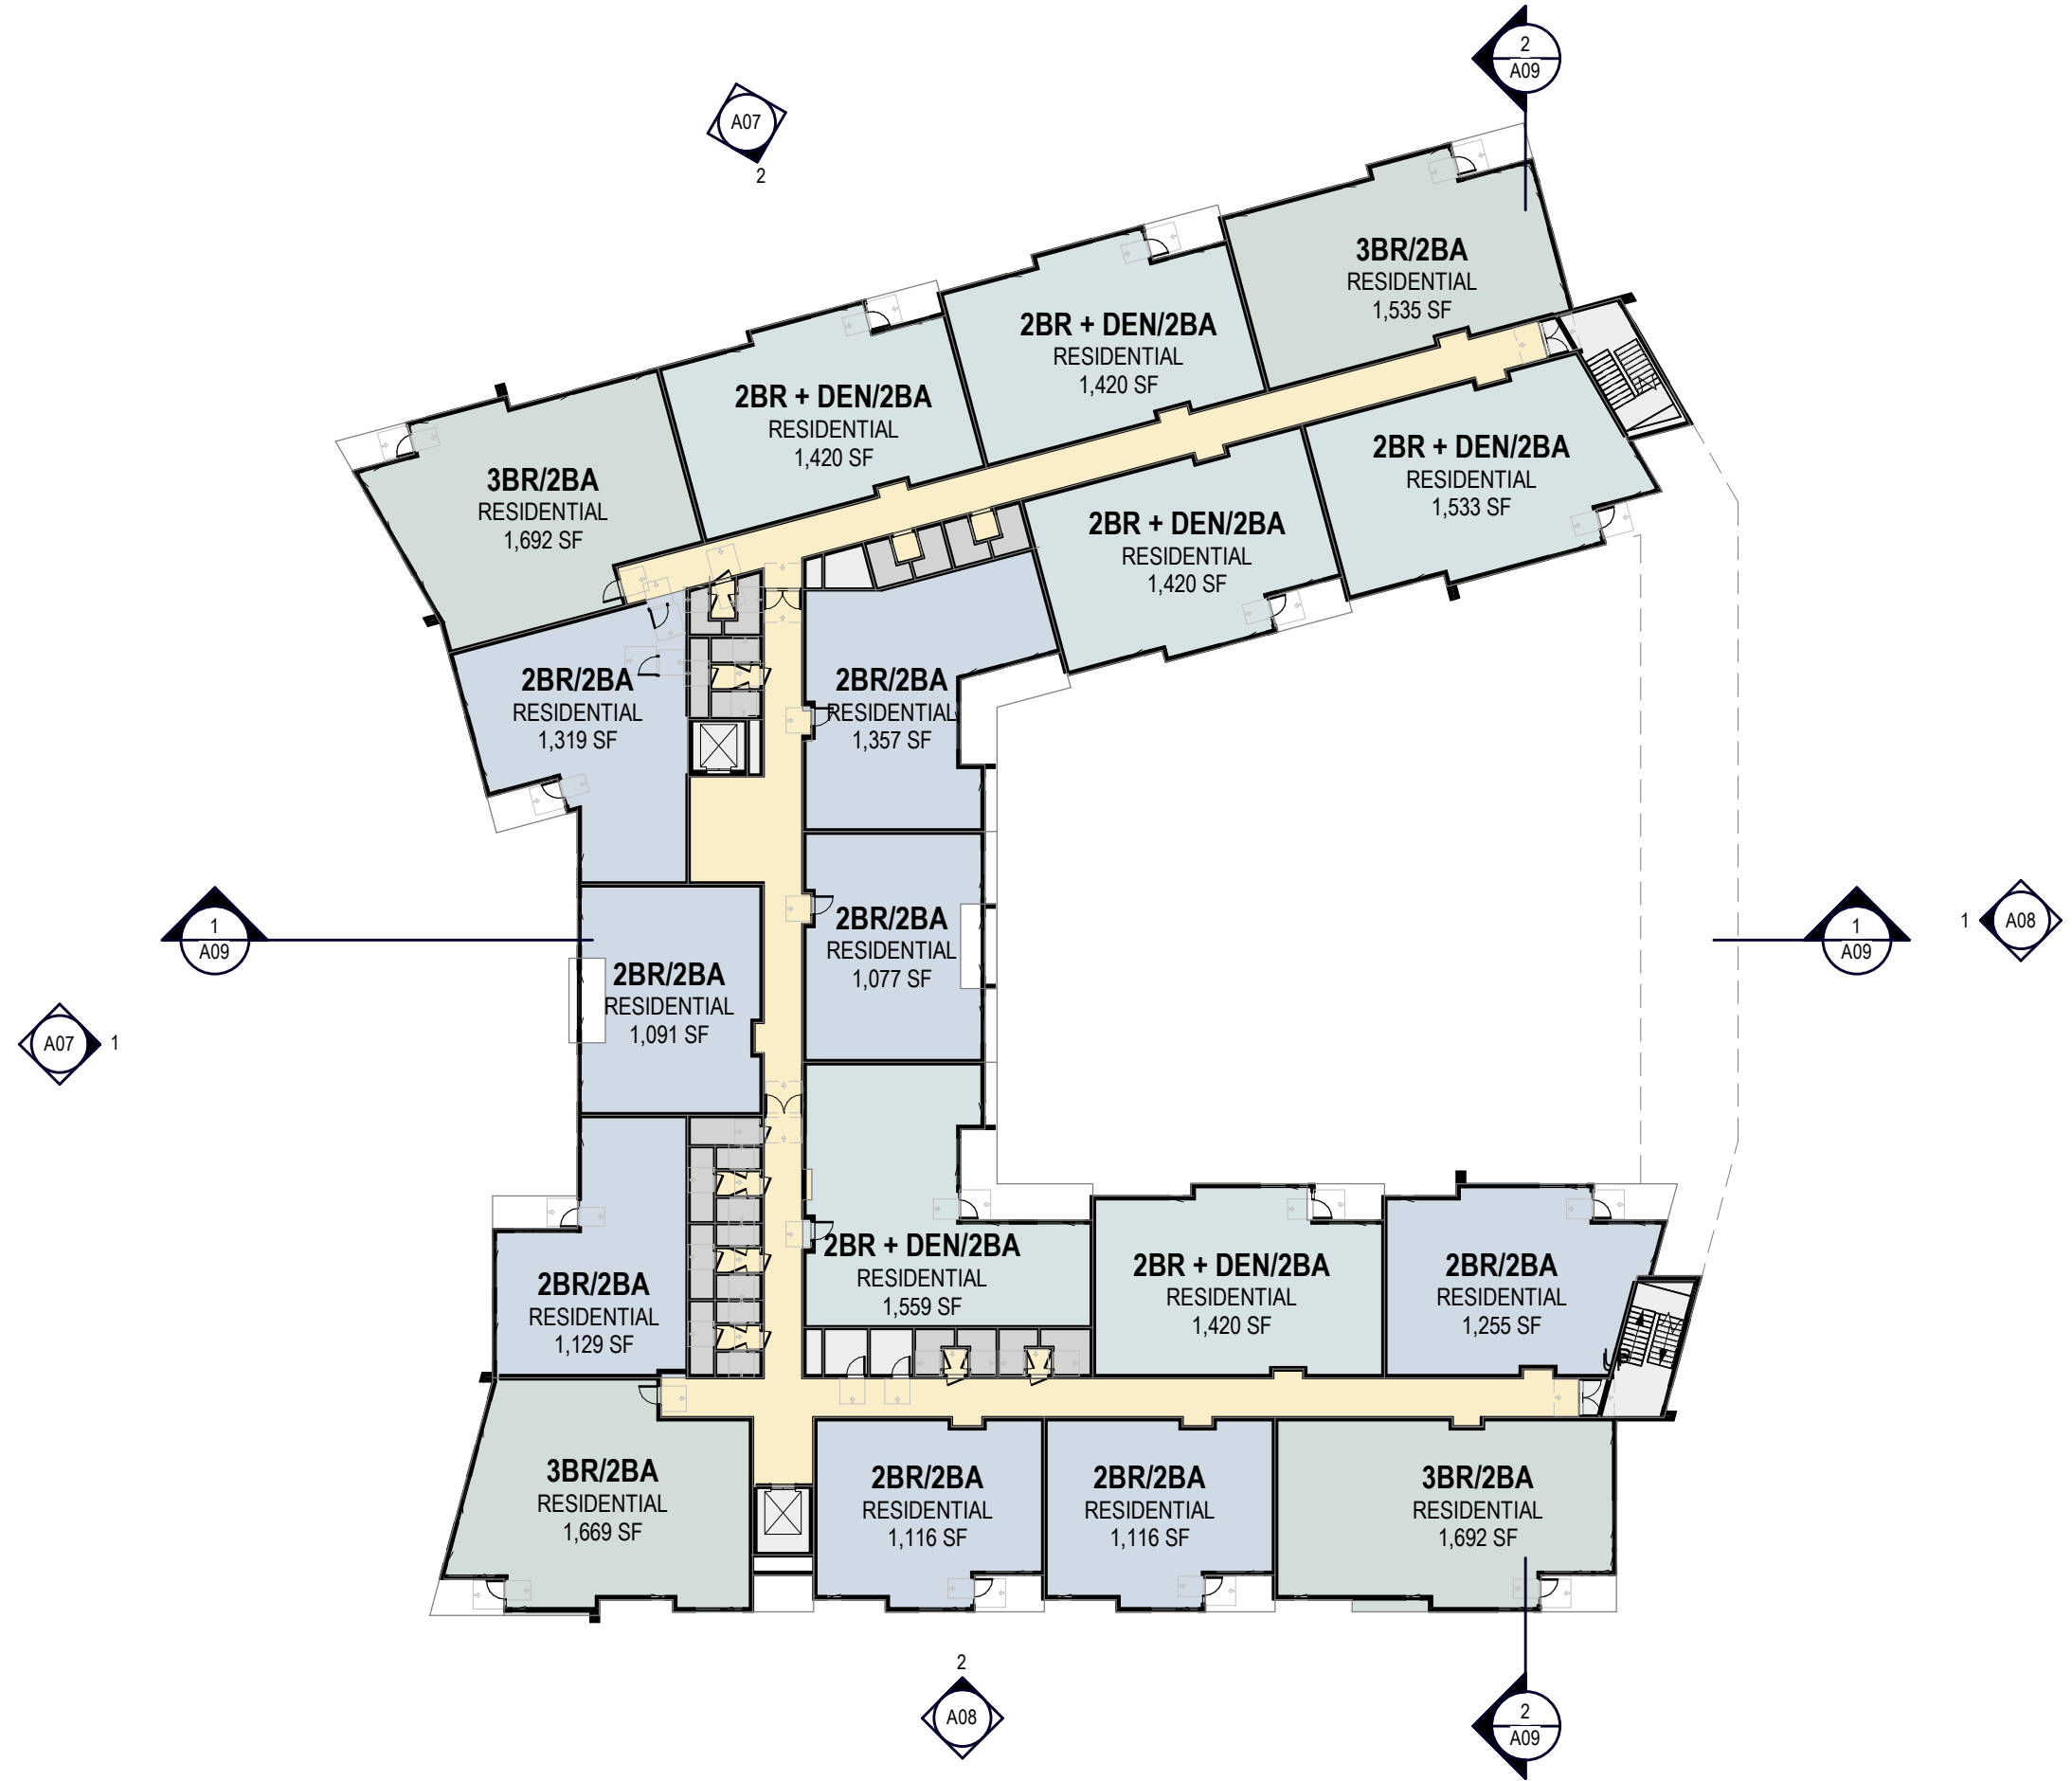 2
A09
A07
2
3BR/2BA
RESIDENTIAL
1,535 SF
2BR + DEN/2BA
RESIDENTIAL
1,420 SF
2BR + DEN/2BA
RESIDENTIAL
1,420 SF
3BR/2BA
RESIDENTIAL
1,692 SF
2BR + DEN/2BA
RESIDENTIAL
1,533 SF
2BR + DEN/2BA
RESIDENTIAL
1,420 SF
2BR/2BA
RESIDENTIAL
1,319 SF
2BR/2BA
RESIDENTIAL
1,357 SF
2BR/2BA
RESIDENTIAL
1,077 SF
1
A09
1
A09
1
A08
2BR/2BA
RESIDENTIAL
1,091 SF
A07
1
2BR + DEN/2BA
RESIDENTIAL
1,559 SF
2BR + DEN/2BA
RESIDENTIAL
1,420 SF
2BR/2BA
RESIDENTIAL
1,255 SF
2BR/2BA
RESIDENTIAL
1,129 SF
3BR/2BA
RESIDENTIAL
1,669 SF
2BR/2BA
RESIDENTIAL
1,116 SF
2BR/2BA
RESIDENTIAL
1,116 SF
3BR/2BA
RESIDENTIAL
1,692 SF
2
A08
2
A09